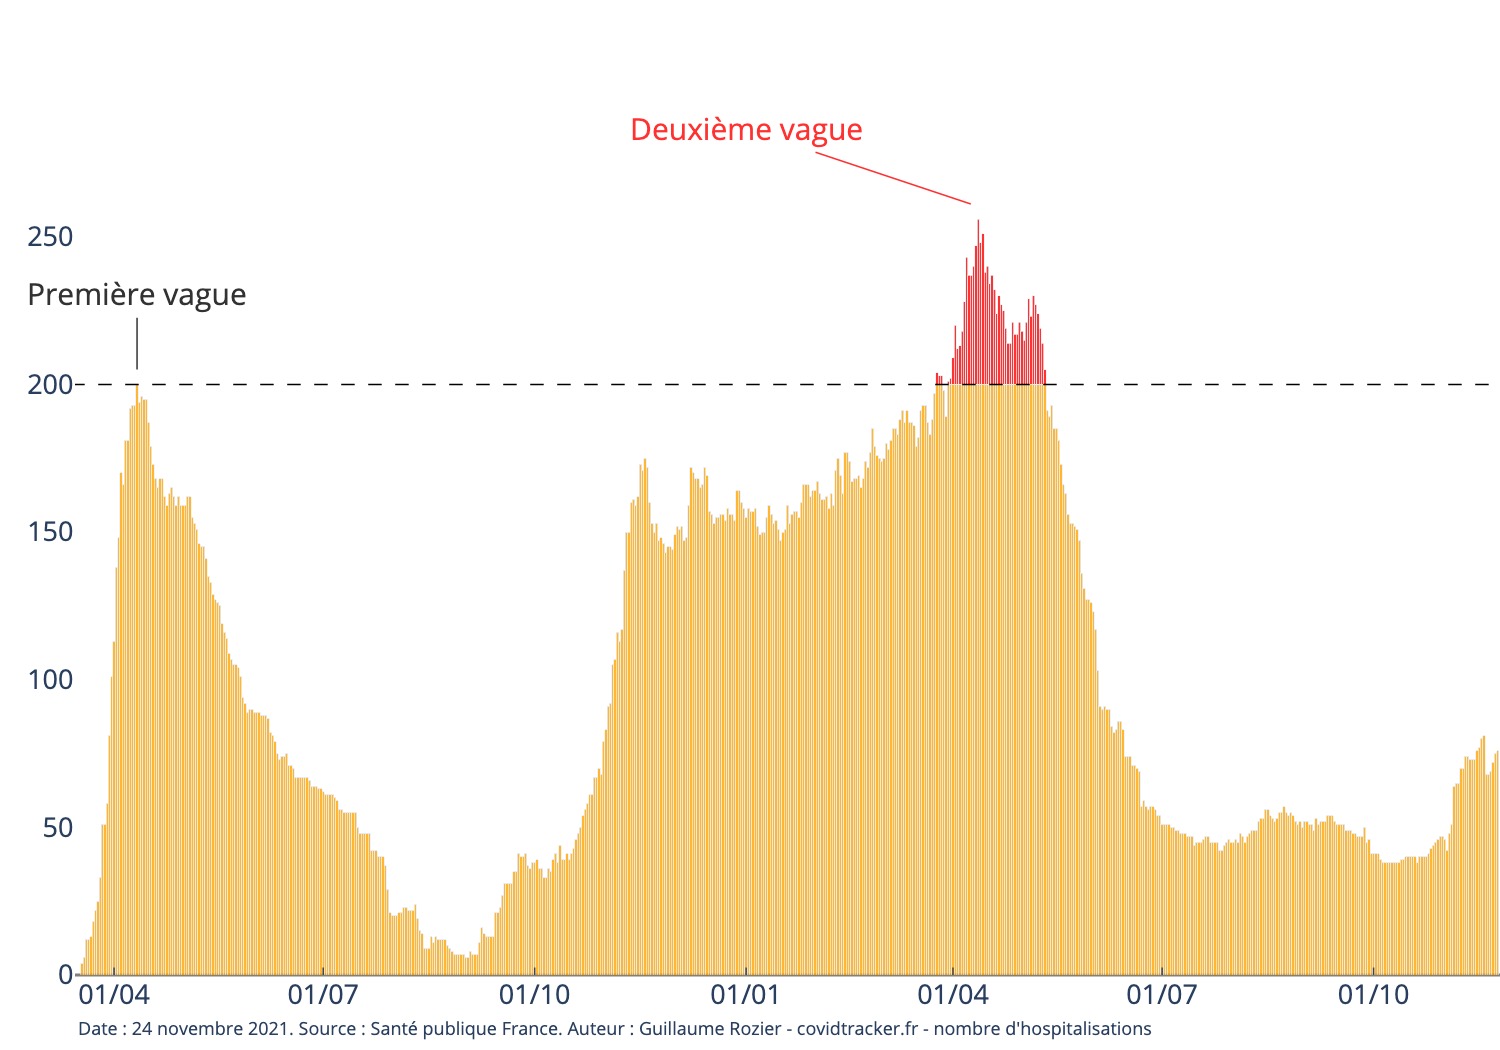 Deuxième vague
250
Première vague
200
150
100
50
0
01/04 01/07 01/10 01/01 01/04 01/07 01/10
Date : 24 novembre 2021. Source : Santé publique France. Auteur : Guillaume Rozier - covidtracker.fr - nombre d'hospitalisations